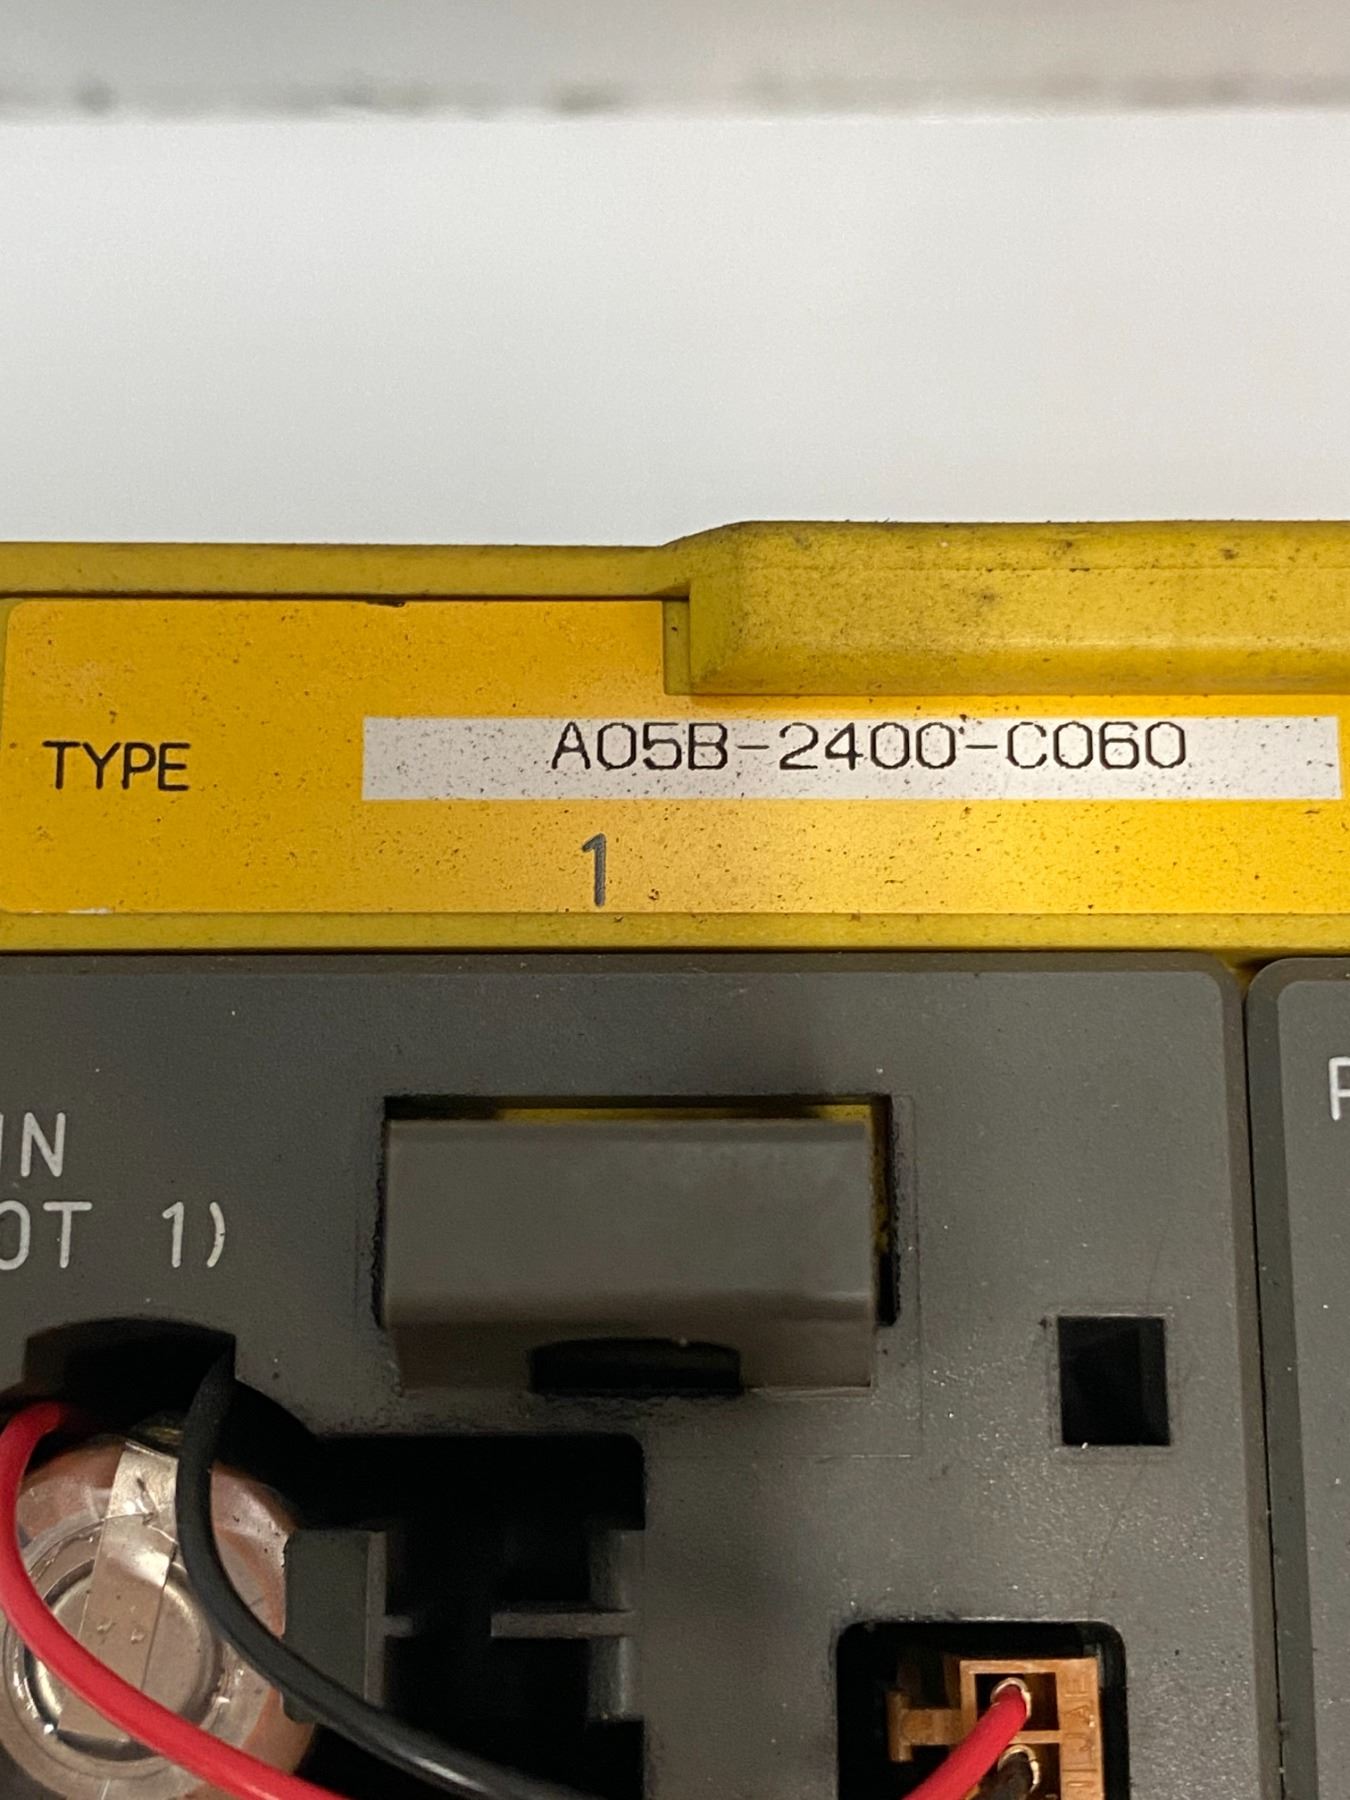 TYPE A05B-2400-C060
1
IN
OT 1)